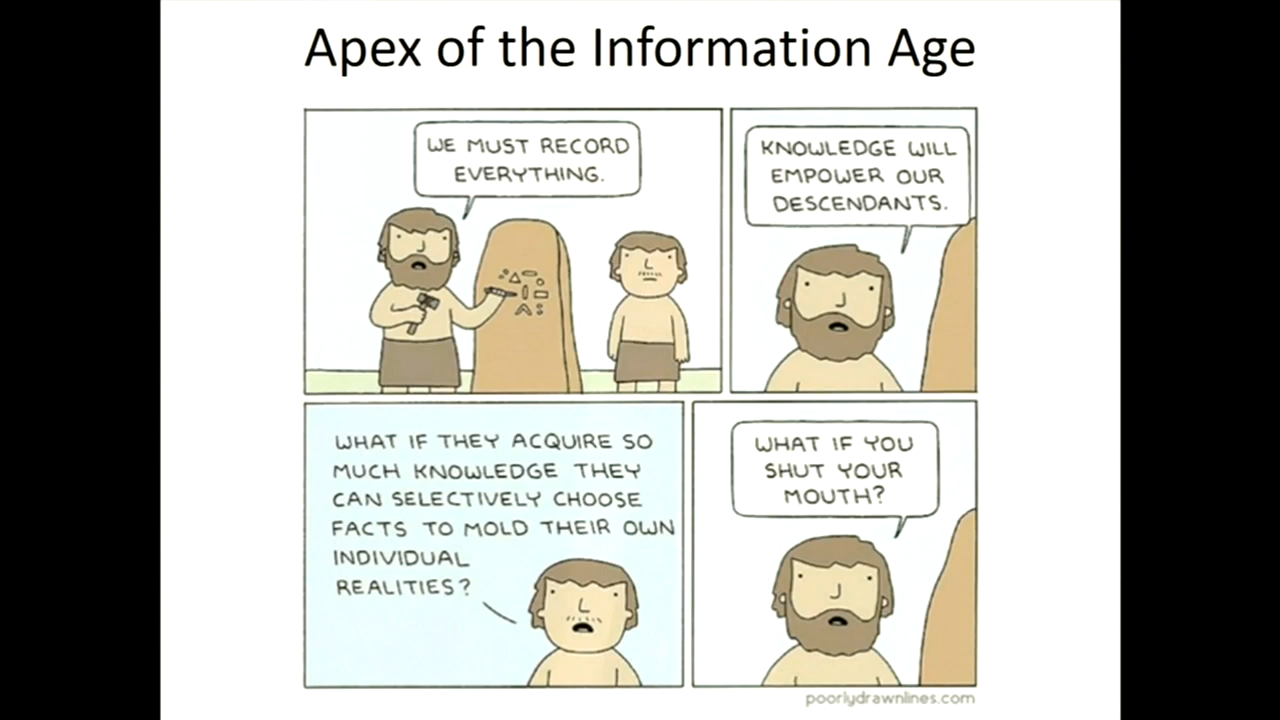 Apex of the Information Age
WE MUST RECORD
EVERYTHING.
KNOWLEDGE WILL
EMPOWER OUR
DESCENDANTS.
WHAT IF THEY ACQUIRE SO
MUCH KNOWLEDGE THEY
CAN SELECTIVELY CHOOSE
FACTS TO MOLD THEIR OWN
INDIVIDUAL
REALITIES?
WHAT IF YOU
SHUT YOUR
MOUTH?
poorlydrawnlines.com